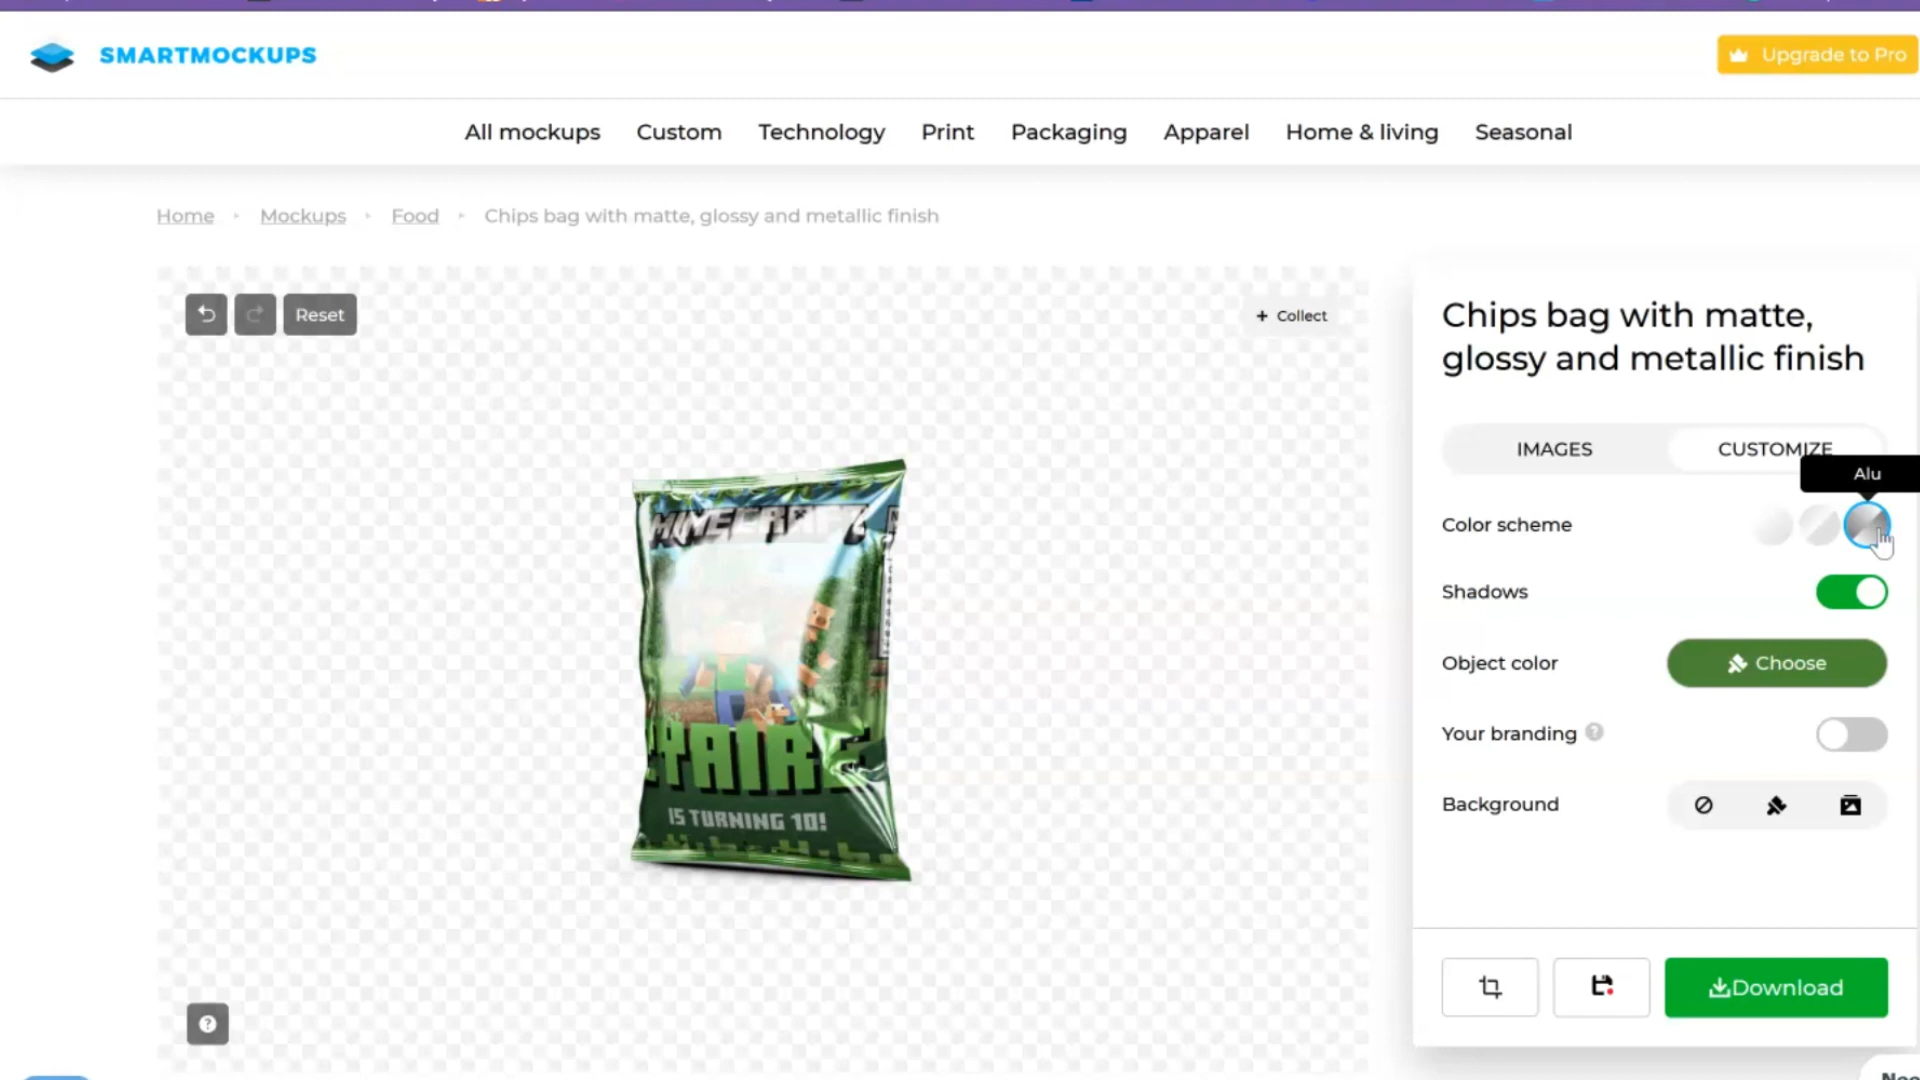 SMARTMOCKUPS
Upgrade to Pro
All mockups Custom Technology Print Packaging Apparel Home & living Seasonal
Home Mockups Food Chips bag with matte, glossy and metallic finish
Reset
+ Collect
Chips bag with matte,
glossy and metallic finish
IMAGES CUSTOMIZE
Alu
Color scheme
Shadows
Object color Choose
Your branding ?
Background
Download
?
MINECRAFT
IS TURNING 10!